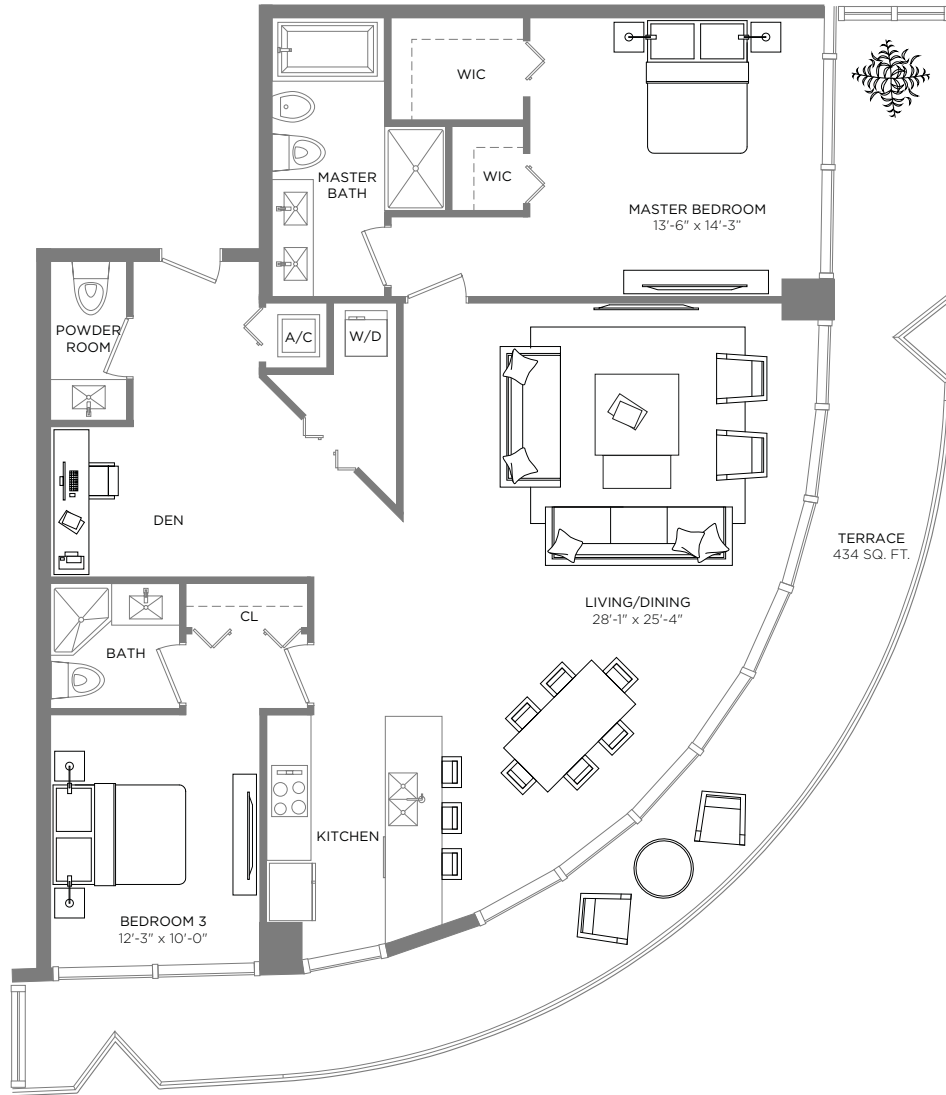 WIC
WIC
MASTER
BATH
MASTER BEDROOM
13'-6" x 14'-3"
POWDER
ROOM
A/C
W/D
DEN
TERRACE
434 SQ. FT.
LIVING/DINING
28'-1" x 25'-4"
CL
BATH
KITCHEN
BEDROOM 3
12'-3" x 10'-0"